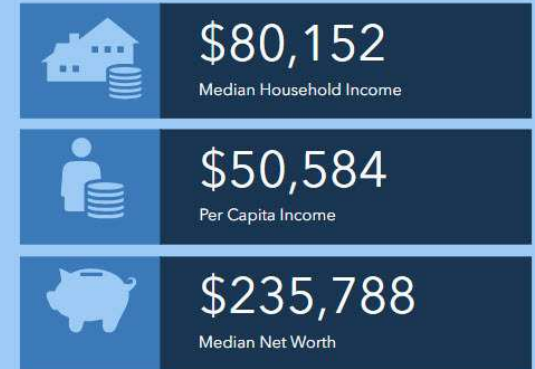 $80,152
Median Household Income
$50,584
Per Capita Income
$235,788
Median Net Worth